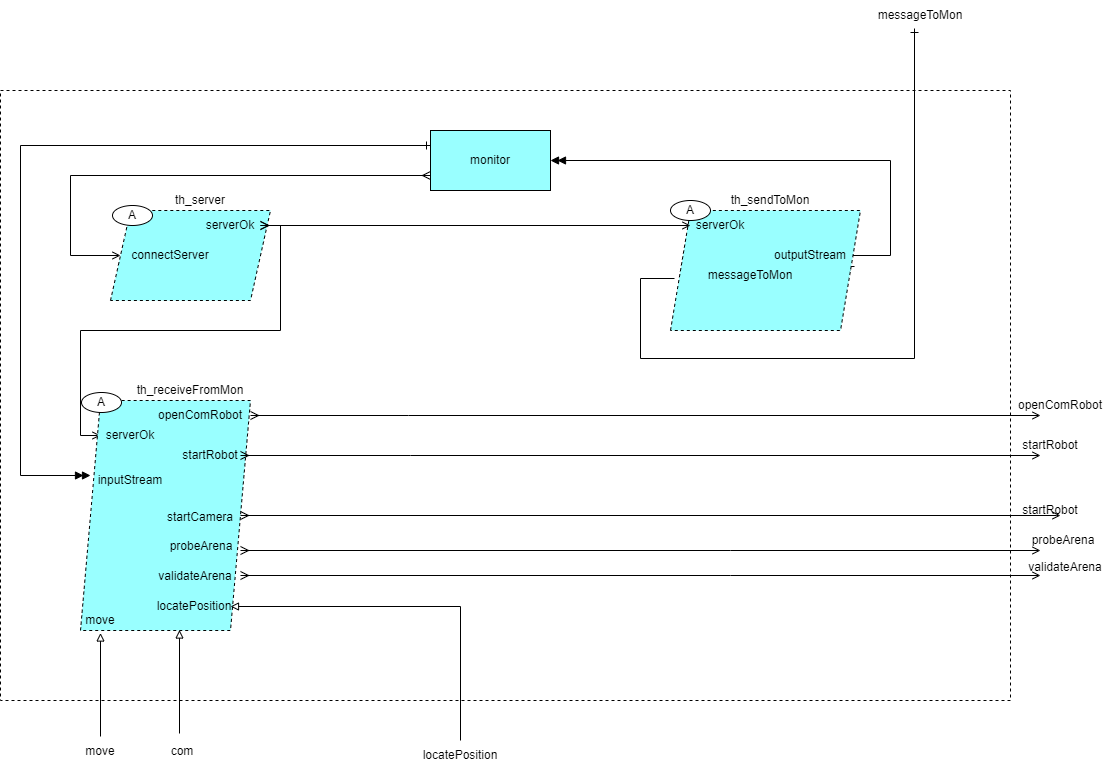 messageToMon
monitor
th_server
A
serverOk
connectServer
th_sendToMon
A
serverOk
outputStream
messageToMon
th_receiveFromMon
A
openComRobot
serverOk
startRobot
inputStream
startCamera
probeArena
validateArena
locatePosition
move
openComRobot
startRobot
startRobot
probeArena
validateArena
move
com
locatePosition